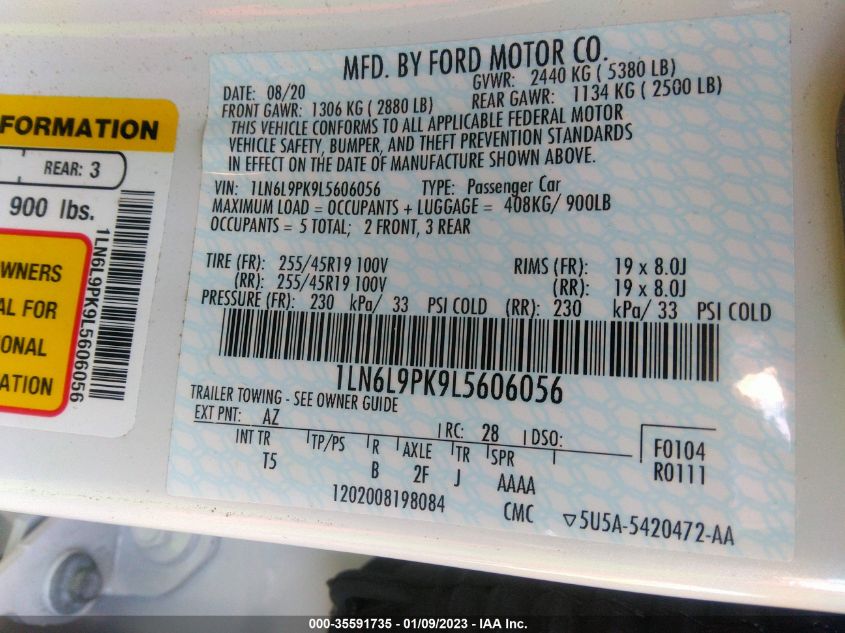 FORMATION
REAR: 3
900 lbs.
OWNERS
AL FOR
ONAL
ATION
1LN6L9PK9L5606056
MFD. BY FORD MOTOR CO.
DATE: 08/20 GVWR: 2440 KG ( 5380 LB)
FRONT GAWR: 1306 KG ( 2880 LB) REAR GAWR: 1134 KG ( 2500 LB)
THIS VEHICLE CONFORMS TO ALL APPLICABLE FEDERAL MOTOR
VEHICLE SAFETY, BUMPER, AND THEFT PREVENTION STANDARDS
IN EFFECT ON THE DATE OF MANUFACTURE SHOWN ABOVE.
VIN: 1LN6L9PK9L5606056 TYPE: Passenger Car
MAXIMUM LOAD = OCCUPANTS + LUGGAGE = 408KG/ 900LB
OCCUPANTS = 5 TOTAL; 2 FRONT, 3 REAR
TIRE (FR): 255/45R19 100V RIMS (FR): 19 x 8.0J
(RR): 255/45R19 100V (RR): 19 x 8.0J
PRESSURE (FR): 230 kPa/ 33 PSI COLD (RR): 230 kPa/ 33 PSI COLD
1LN6L9PK9L5606056
TRAILER TOWING - SEE OWNER GUIDE
EXT PNT: AZ RC: 28 DSO:
INT TR TP/PS R AXLE TR SPR F0104
T5 B 2F J AAAA R0111
1202008198084 CMC ▽5U5A-5420472-AA
000-35591735 - 01/09/2023 - IAA Inc.